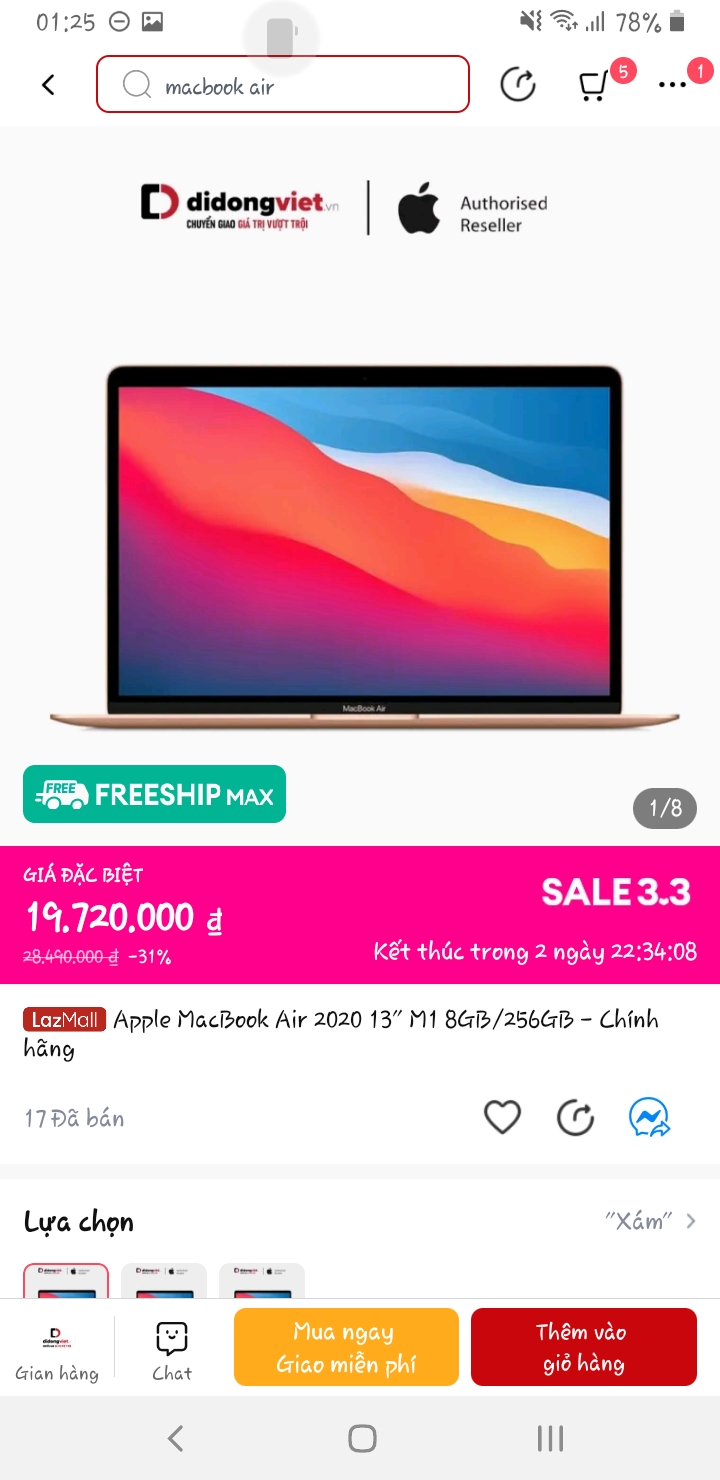 01:25
78%
macbook air
5
1
didongviet.vn
CHUYỂN GIAO GIÁ TRỊ VƯỢT TRỘI
Authorised
Reseller
MacBook Air
FREE
FREESHIP MAX
1/8
GIÁ ĐẶC BIỆT
19.720.000 ₫
28.490.000 ₫ -31%
SALE 3.3
Kết thúc trong 2 ngày 22:34:08
LazMall Apple MacBook Air 2020 13" M1 8GB/256GB - Chính
hãng
17 Đã bán
Lựa chọn
"Xám"
didongviet
Gian hàng
Chat
Mua ngay
Giao miễn phí
Thêm vào
giỏ hàng